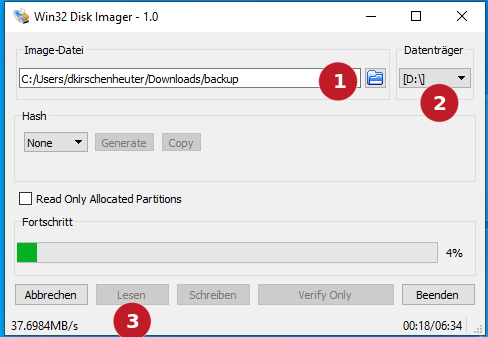 Win32 Disk Imager - 1.0
Image-Datei
Datenträger
C:/Users/dkirschenheuter/Downloads/backup
1
[D:\]
2
Hash
None
Generate
Copy
Read Only Allocated Partitions
Fortschritt
4%
Abbrechen
Lesen
Schreiben
Verify Only
Beenden
3
37.6984MB/s
00:18/06:34